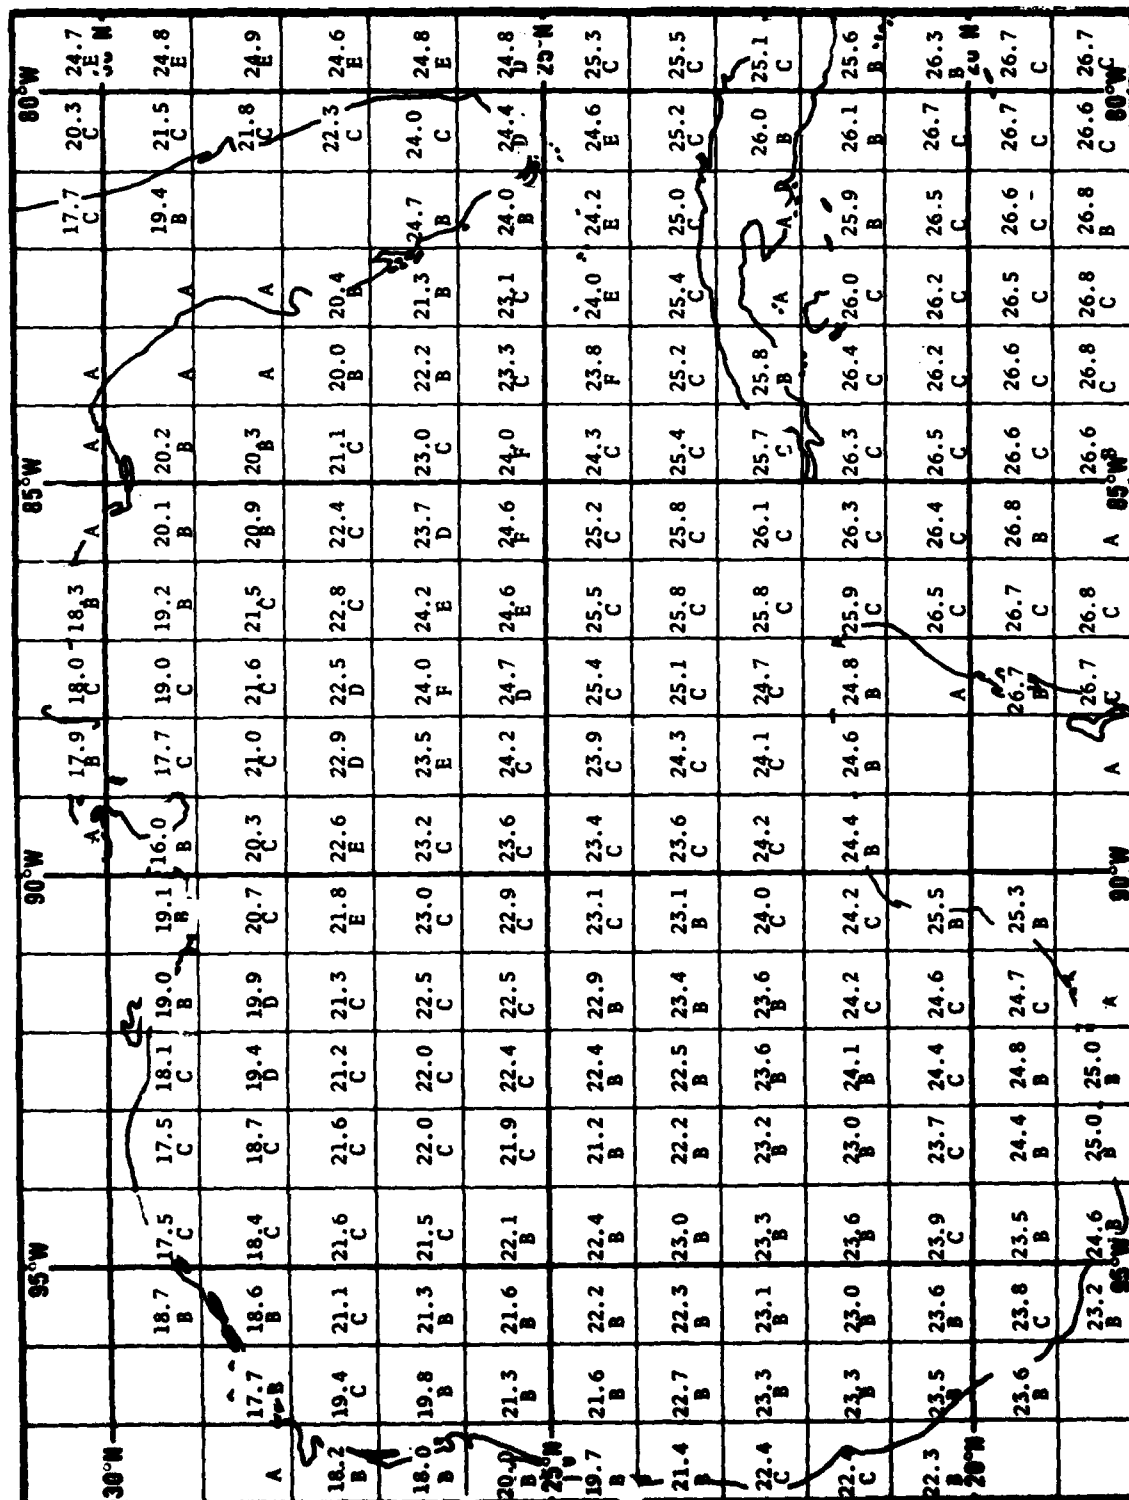 95°W 90°W 85°W 80°W
17.9 18.0 18.3 17.7 20.3 24.7
A B C B A A A C C E
30°N
18.7 17.5 17.5 18.1 19.0 19.1 16.0 17.7 19.0 19.2 20.1 20.2 19.4 21.5 24.8
B C C C B B B C C B B B A A B C E
17.7 18.6 18.4 18.7 19.4 19.9 20.7 20.3 21.0 21.6 21.5 20.9 20.3 21.8 24.9
A B B C C D D C C C C C B B A A C E
18.2 19.4 21.1 21.6 21.6 21.2 21.3 21.8 22.6 22.9 22.5 22.8 22.4 21.1 20.0 20.4 22.3 24.6
B C C C C C C E E D D C C C B B C E
18.0 19.8 21.3 21.5 22.0 22.0 22.5 23.0 23.2 23.5 24.0 24.2 23.7 23.0 22.2 21.3 24.7 24.0 24.8
B B B C C C C C C E F E D C B B B C E
20.0 21.3 21.6 22.1 21.9 22.4 22.5 22.9 23.6 24.2 24.7 24.6 24.6 24.0 23.3 23.1 24.0 24.4 24.8
B B B B C C C C C C D E F F C C B D D
25°N 25°N
19.7 21.6 22.2 22.4 21.2 22.4 22.9 23.1 23.4 23.9 25.4 25.5 25.2 24.3 23.8 24.0 24.2 24.6 25.3
B B B B B B B C C C C C C C F E E E C
21.4 22.7 22.3 23.0 22.2 22.5 23.4 23.1 23.6 24.3 25.1 25.8 25.8 25.4 25.2 25.4 25.0 25.2 25.5
B B B B B B B B C C C C C C C C C C C
22.4 23.3 23.1 23.3 23.2 23.6 23.6 24.0 24.2 24.1 24.7 25.8 26.1 25.7 25.8 26.0 25.1
C B B B B B B C C C C C C C B A A B C
22.4 23.3 23.0 23.6 23.0 24.1 24.2 24.2 24.4 24.6 24.8 25.9 26.3 26.3 26.4 26.0 25.9 26.1 25.6
C B B B B B C C B B B C C C C C B B B
22.3 23.5 23.6 23.9 23.7 24.4 24.6 25.5 26.5 26.4 26.5 26.2 26.2 26.5 26.7 26.3
B B B C C C C B A C C C C C C C B
20°N 20 N
23.6 23.8 23.5 24.4 24.8 24.7 25.3 26.7 26.7 26.8 26.6 26.6 26.5 26.6 26.7 26.7
B C B B B C B B C B C C C C C C
23.2 24.6 25.0 25.0 26.7 26.8 26.6 26.8 26.8 26.8 26.6 26.7
B B B B A A C C A B C C B C C
95°W 90°W 85°W 80°W